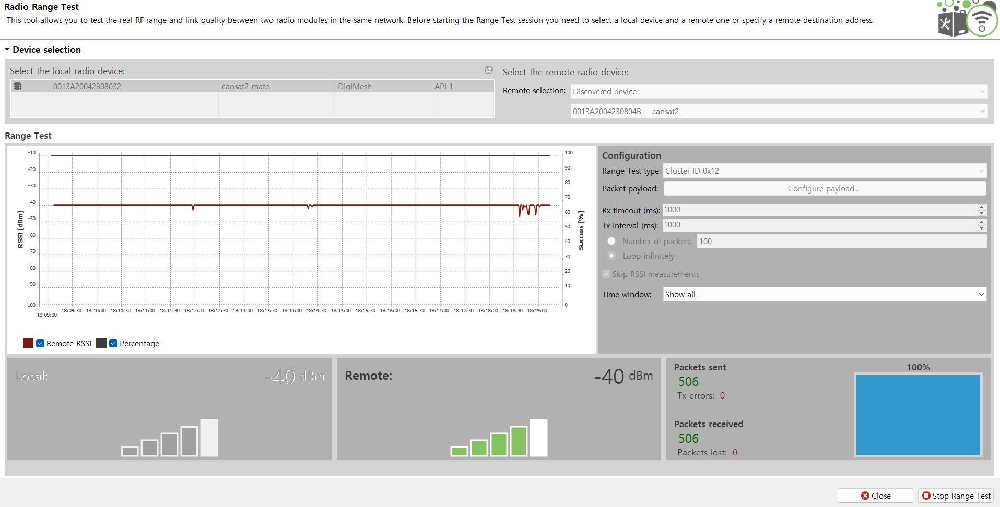 Radio Range Test
This tool allows you to test the real RF range and link quality between two radio modules in the same network. Before starting the Range Test session you need to select a local device and a remote one or specify a remote destination address.
Device selection
Select the local radio device:
0013A20042308032 cansat2_mate DigiMesh API 1
Select the remote radio device:
Remote selection: Discovered device
0013A2004230804B - cansat2
Range Test
-10
-20
-30
-40
-50
-60
-70
-80
-90
-100
RSSI [dBm]
100
90
80
70
60
50
40
30
20
10
0
Success [%]
18:09:00 18:09:30 18:10:00 18:10:30 18:11:00 18:11:30 18:12:00 18:12:30 18:13:00 18:13:30 18:14:00 18:14:30 18:15:00 18:15:30 18:16:00 18:16:30 18:17:00 18:17:30 18:18:00 18:18:30 18:19:00
Remote RSSI Percentage
Configuration
Range Test type: Cluster ID 0x12
Packet payload: Configure payload...
Rx timeout (ms): 1000
Tx interval (ms): 1000
Number of packets: 100
Loop infinitely
Skip RSSI measurements
Time window: Show all
Local: -40 dBm
Remote: -40 dBm
Packets sent
506
Tx errors: 0
Packets received
506
Packets lost: 0
100%
Close
Stop Range Test